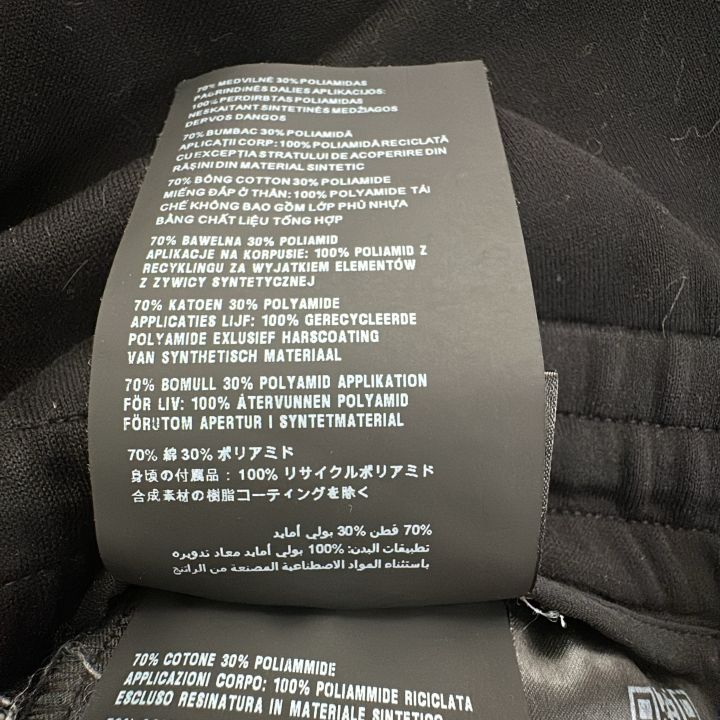 70% MEDVILNĖ 30% POLIAMIDAS
PAGRINDINĖS DALIES APLIKACIJOS:
100% PERDIRBTAS POLIAMIDAS
NESKAITANT SINTETINĖS MEDŽIAGOS
DERVOS DANGOS
70% BUMBAC 30% POLIAMIDĂ
APLICAȚII CORP: 100% POLIAMIDĂ RECICLATĂ
CU EXCEPȚIA STRATULUI DE ACOPERIRE DIN
RĂȘINI DIN MATERIAL SINTETIC
70% BÔNG COTTON 30% POLIAMIDE
MIẾNG ĐẮP Ở THÂN: 100% POLYAMIDE TÁI
CHẾ KHÔNG BAO GỒM LỚP PHỦ NHỰA
BẰNG CHẤT LIỆU TỔNG HỢP
70% BAWELNA 30% POLIAMID
APLIKACJE NA KORPUSIE: 100% POLIAMID Z
RECYKLINGU ZA WYJATKIEM ELEMENTÓW
Z ZYWICY SYNTETYCZNEJ
70% KATOEN 30% POLYAMIDE
APPLICATIES LIJF: 100% GERECYCLEERDE
POLYAMIDE EXLUSIEF HARSCOATING
VAN SYNTHETISCH MATERIAAL
70% BOMULL 30% POLYAMID APPLIKATION
FÖR LIV: 100% ÅTERVUNNEN POLYAMID
FÖRUTOM APERTUR I SYNTETMATERIAL
70% 綿 30% ポリアミド
身頃の付属品：100% リサイクルポリアミド
合成素材の樹脂コーティングを除く
70% قطن 30% بولي أمايد
تطبيقات البدن: 100% بولي أمايد معاد تدويره
باستثناء المواد الاصطناعية المصنعة من الراتنج
70% COTONE 30% POLIAMMIDE
APPLICAZIONI CORPO: 100% POLIAMMIDE RICICLATA
ESCLUSO RESINATURA IN MATERIALE SINTETICO